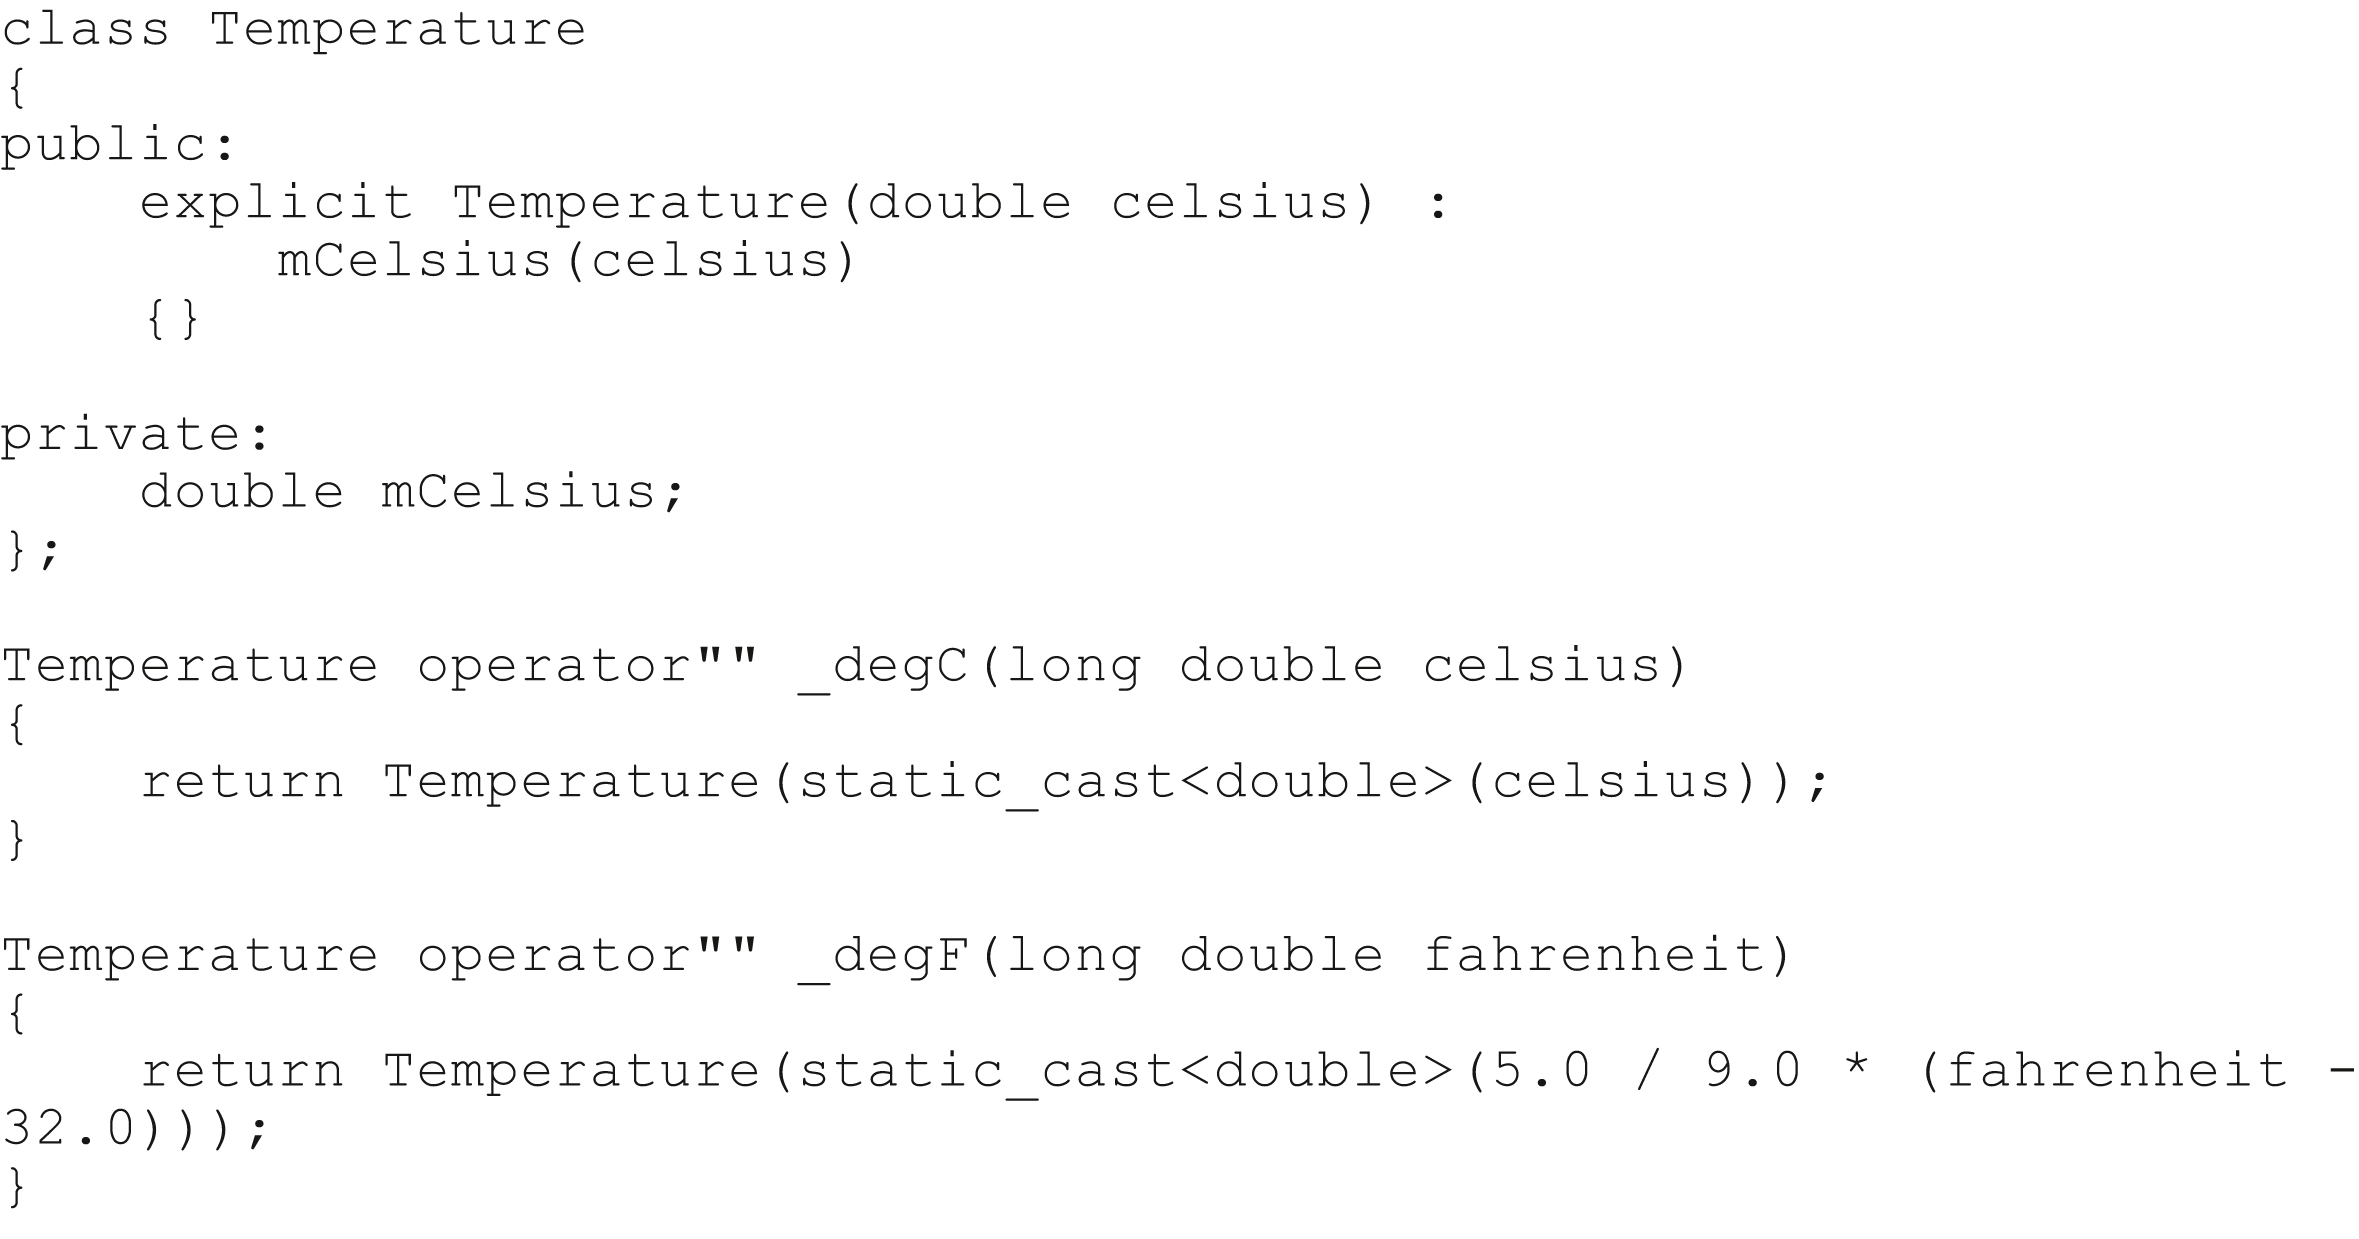 class Temperature
{
public:
    explicit Temperature(double celsius) :
        mCelsius(celsius)
    {}

private:
    double mCelsius;
};

Temperature operator"" _degC(long double celsius)
{
    return Temperature(static_cast<double>(celsius));
}

Temperature operator"" _degF(long double fahrenheit)
{
    return Temperature(static_cast<double>(5.0 / 9.0 * (fahrenheit -
32.0)));
}